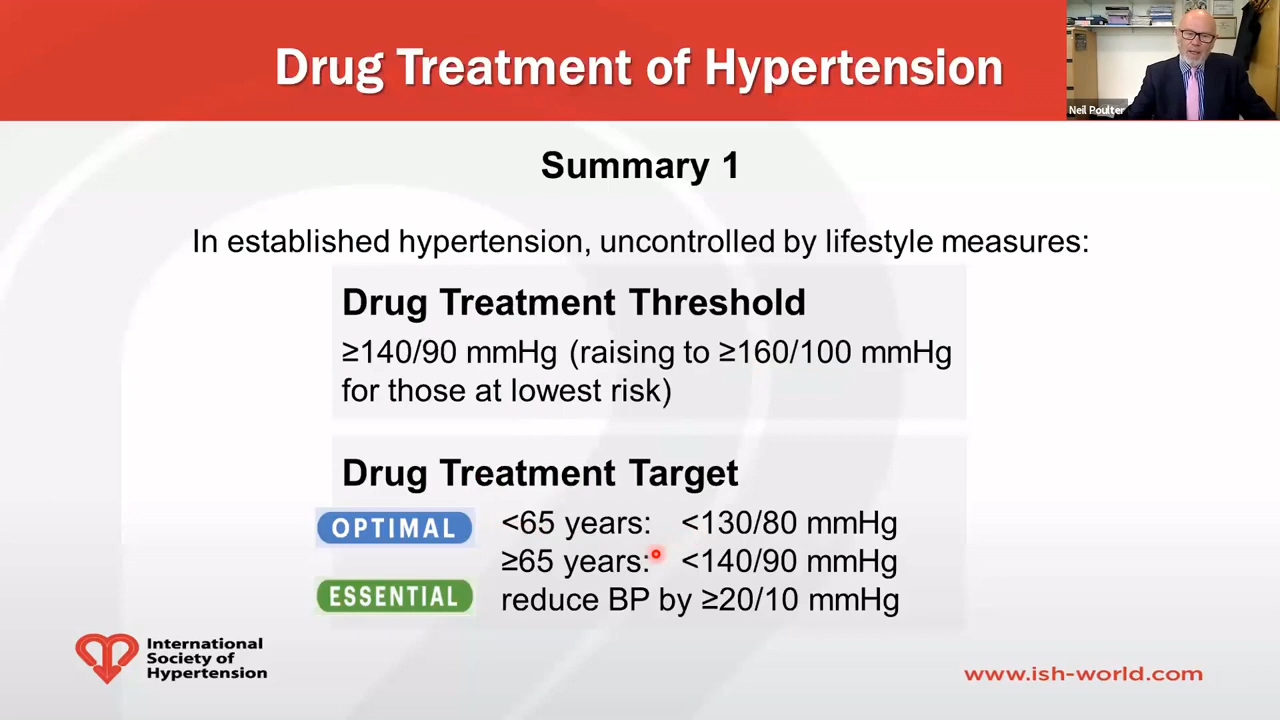 Drug Treatment of Hypertension
Neil Poulter
Summary 1
In established hypertension, uncontrolled by lifestyle measures:
Drug Treatment Threshold
≥140/90 mmHg (raising to ≥160/100 mmHg
for those at lowest risk)
Drug Treatment Target
OPTIMAL <65 years: <130/80 mmHg
≥65 years: <140/90 mmHg
ESSENTIAL reduce BP by ≥20/10 mmHg
International
Society of
Hypertension
www.ish-world.com